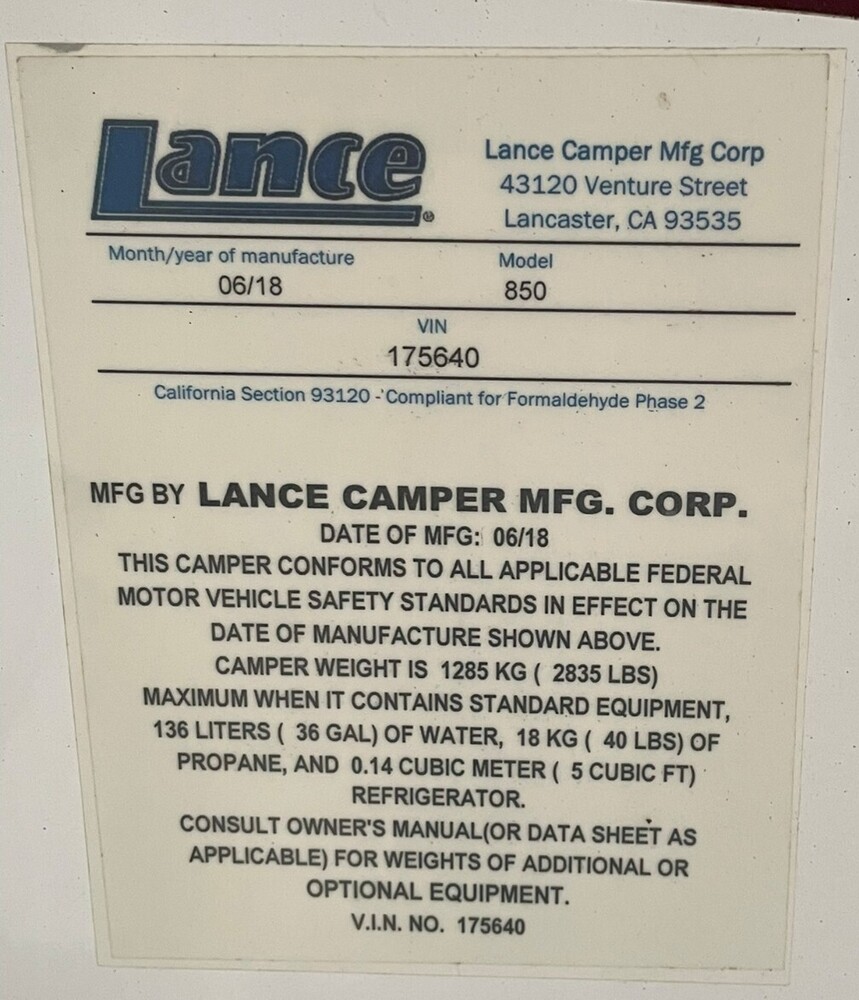 Lance®
Lance Camper Mfg Corp
43120 Venture Street
Lancaster, CA 93535
Month/year of manufacture Model
06/18 850
VIN
175640
California Section 93120 - Compliant for Formaldehyde Phase 2
MFG BY LANCE CAMPER MFG. CORP.
DATE OF MFG: 06/18
THIS CAMPER CONFORMS TO ALL APPLICABLE FEDERAL
MOTOR VEHICLE SAFETY STANDARDS IN EFFECT ON THE
DATE OF MANUFACTURE SHOWN ABOVE.
CAMPER WEIGHT IS 1285 KG ( 2835 LBS)
MAXIMUM WHEN IT CONTAINS STANDARD EQUIPMENT,
136 LITERS ( 36 GAL) OF WATER, 18 KG ( 40 LBS) OF
PROPANE, AND 0.14 CUBIC METER ( 5 CUBIC FT)
REFRIGERATOR.
CONSULT OWNER'S MANUAL(OR DATA SHEET AS
APPLICABLE) FOR WEIGHTS OF ADDITIONAL OR
OPTIONAL EQUIPMENT.
V.I.N. NO. 175640